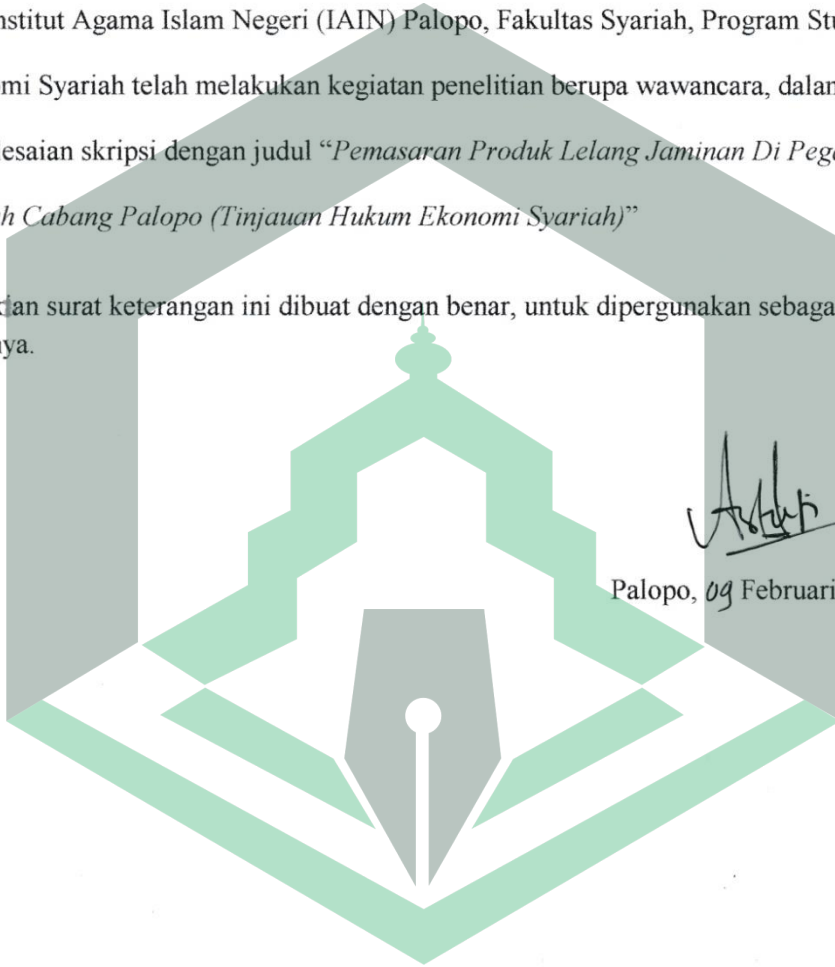 nstitut Agama Islam Negeri (IAIN) Palopo, Fakultas Syariah, Program Stu
mi Syariah telah melakukan kegiatan penelitian berupa wawancara, dalan
esaian skripsi dengan judul “Pemasaran Produk Lelang Jaminan Di Pega
h Cabang Palopo (Tinjauan Hukum Ekonomi Syariah)”
ian surat keterangan ini dibuat dengan benar, untuk dipergunakan sebaga
ya.
Palopo, 09 Februari